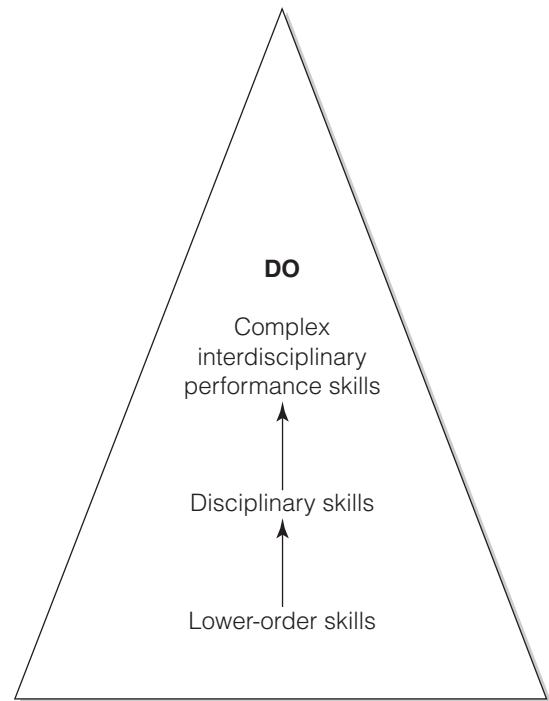 DO
Complex
interdisciplinary
performance skills
Disciplinary skills
Lower-order skills